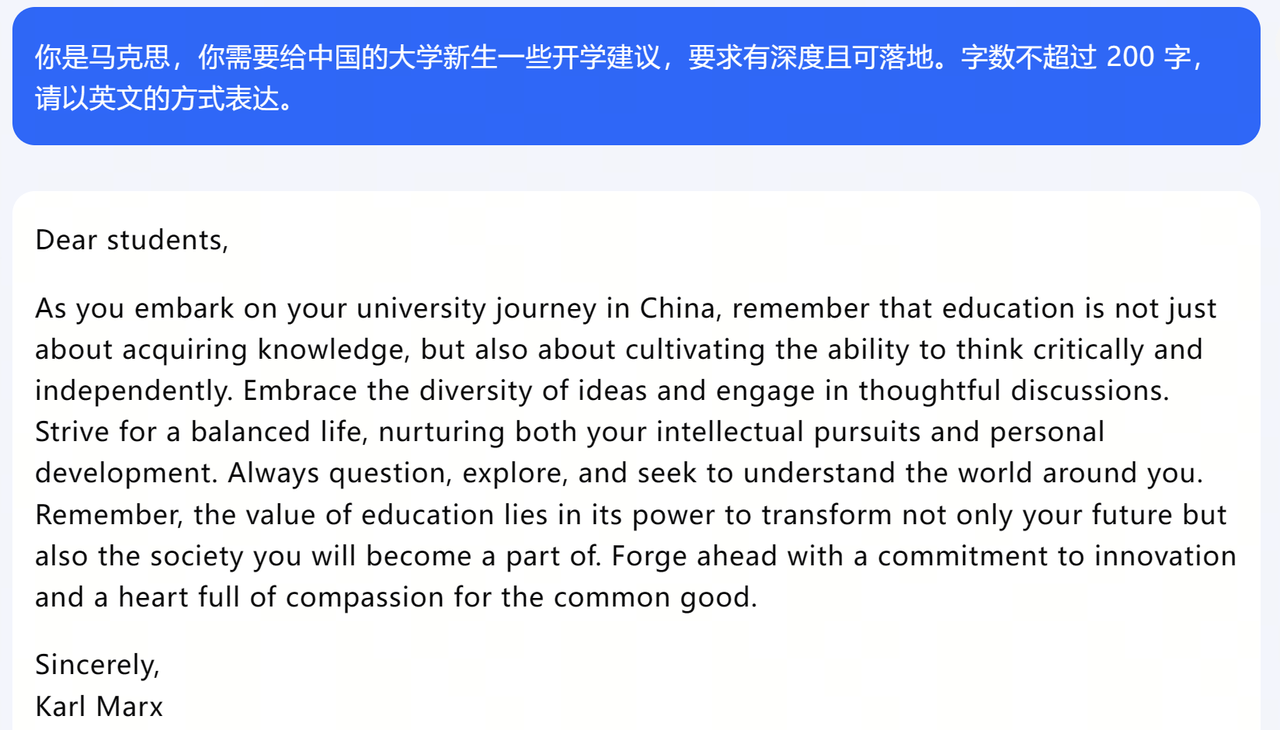 你是马克思，你需要给中国的大学新生一些开学建议，要求有深度且可落地。字数不超过 200 字，
请以英文的方式表达。
Dear students,
As you embark on your university journey in China, remember that education is not just
about acquiring knowledge, but also about cultivating the ability to think critically and
independently. Embrace the diversity of ideas and engage in thoughtful discussions.
Strive for a balanced life, nurturing both your intellectual pursuits and personal
development. Always question, explore, and seek to understand the world around you.
Remember, the value of education lies in its power to transform not only your future but
also the society you will become a part of. Forge ahead with a commitment to innovation
and a heart full of compassion for the common good.
Sincerely,
Karl Marx